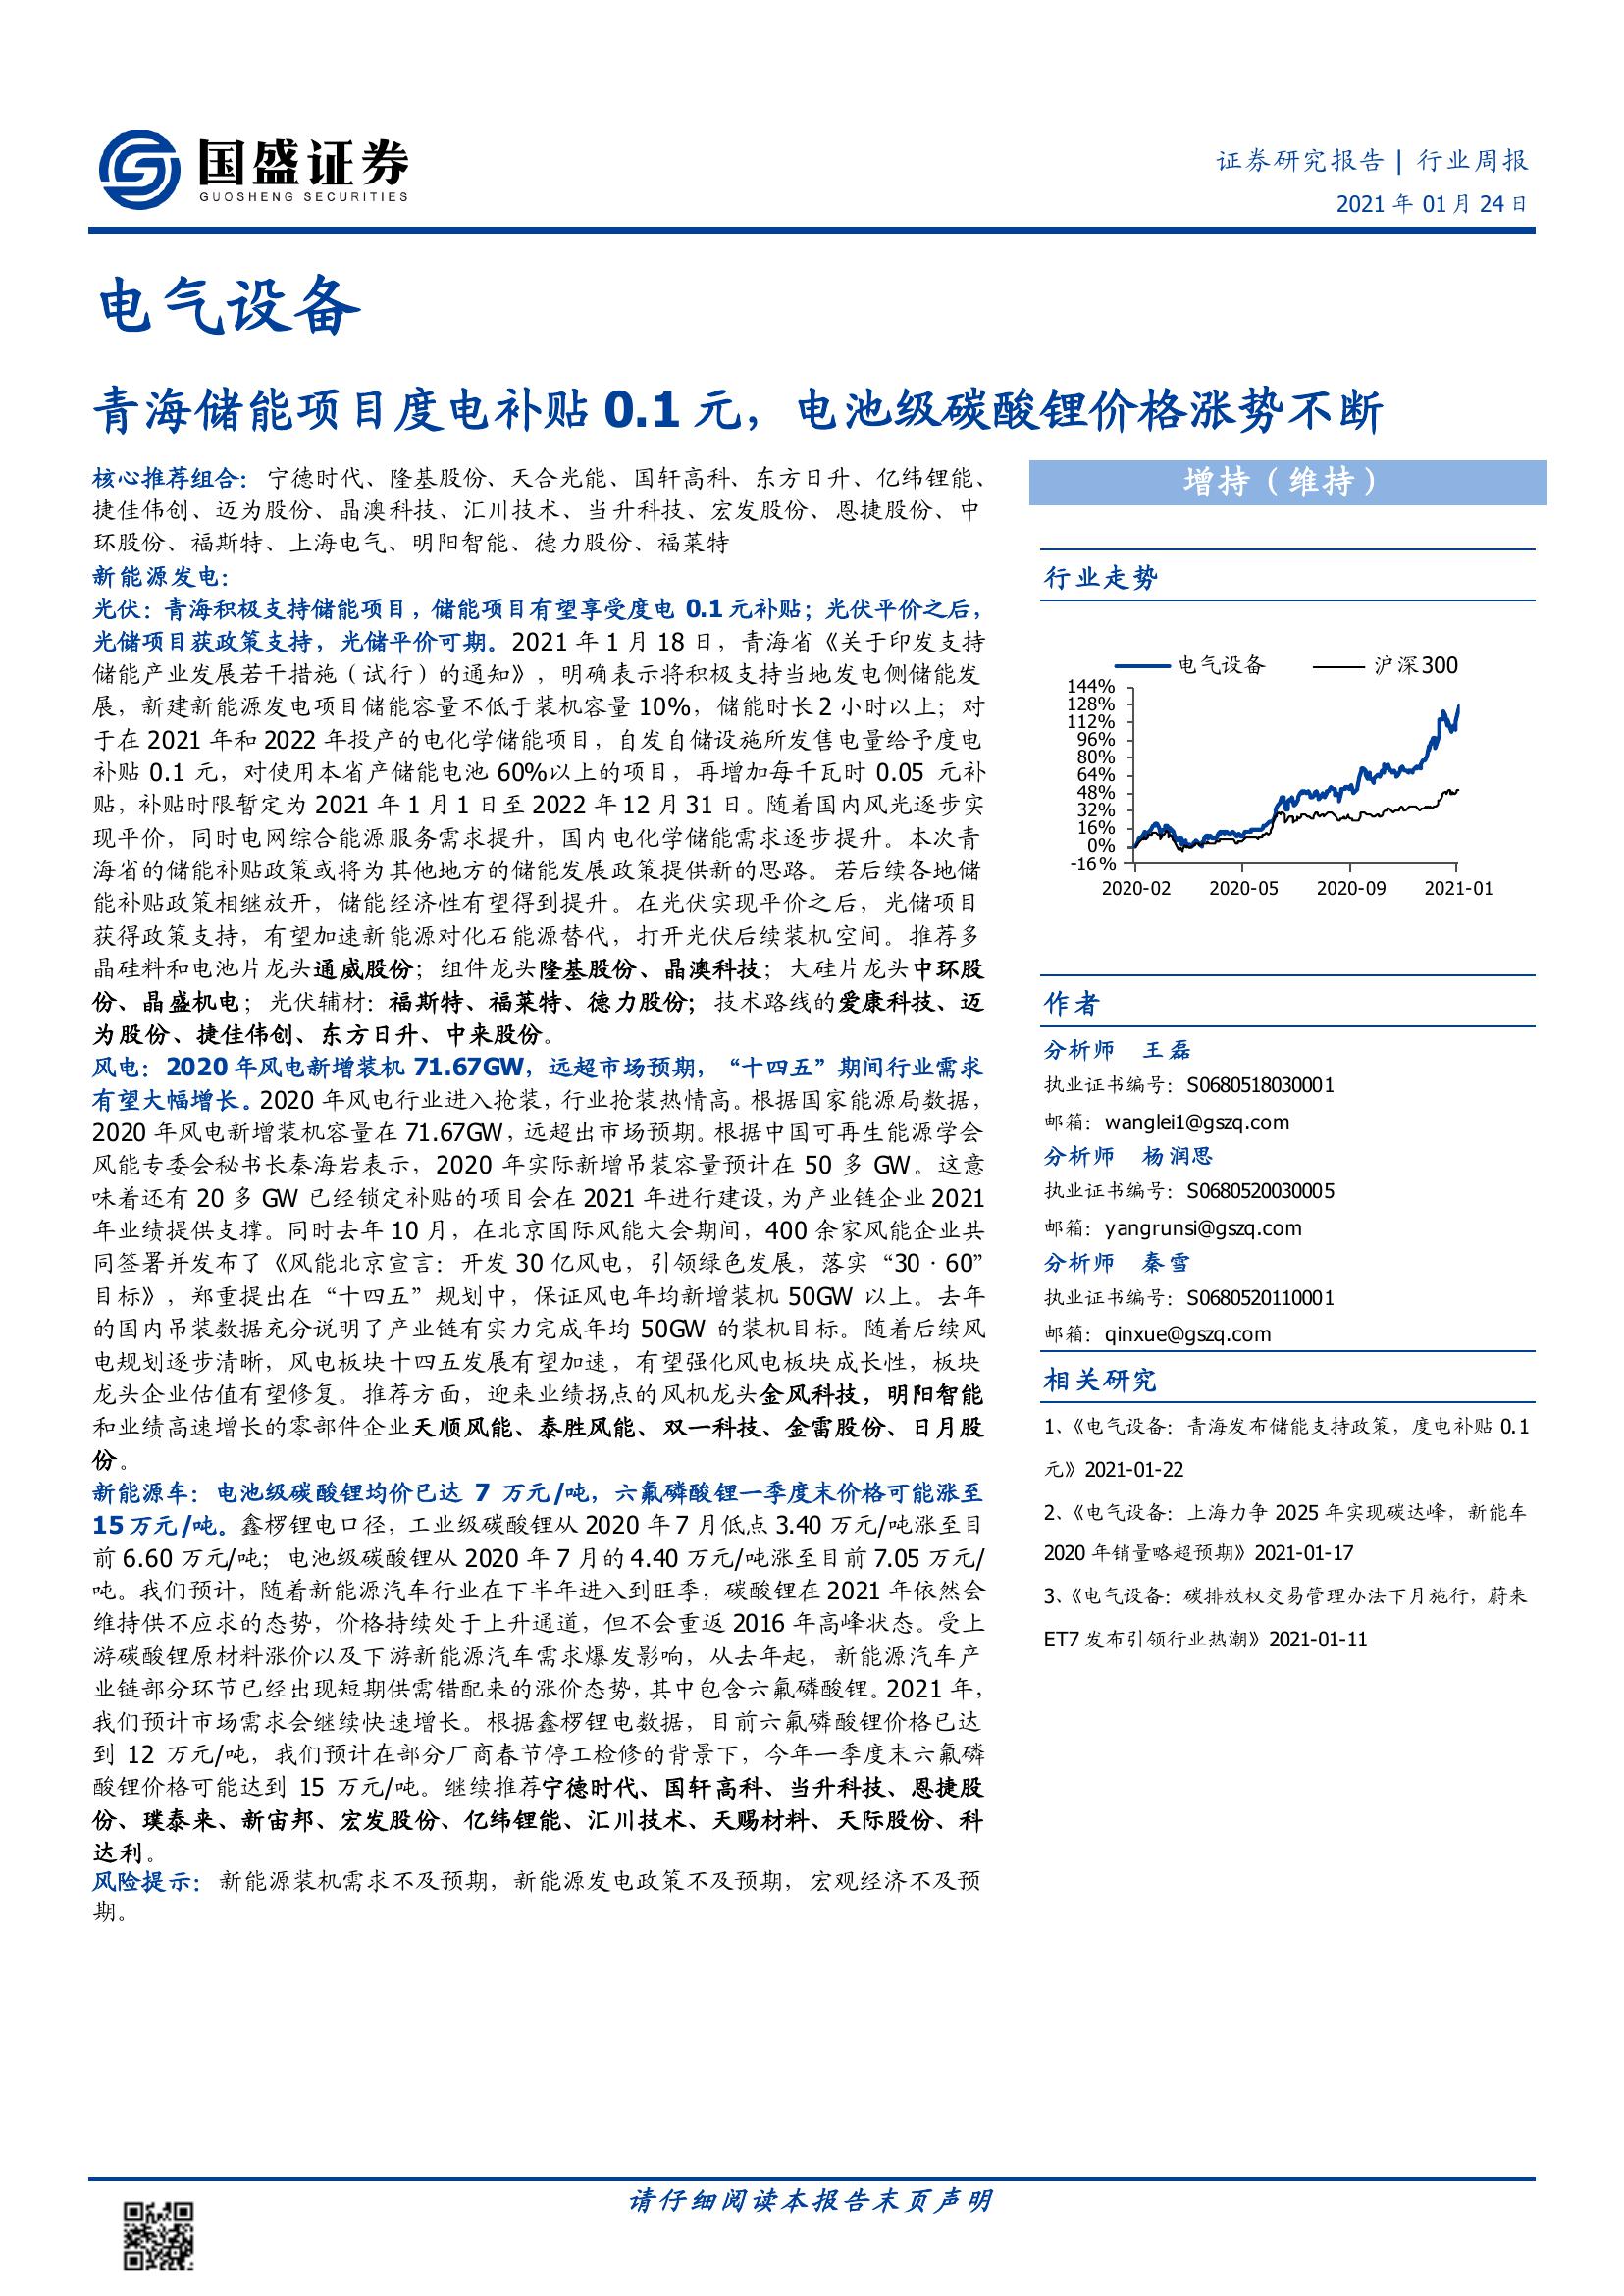 国盛证券
GUOSHENG SECURITIES
证券研究报告 | 行业周报
2021 年 01 月 24 日
电气设备
青海储能项目度电补贴 0.1 元，电池级碳酸锂价格涨势不断
核心推荐组合：宁德时代、隆基股份、天合光能、国轩高科、东方日升、亿纬锂能、
捷佳伟创、迈为股份、晶澳科技、汇川技术、当升科技、宏发股份、恩捷股份、中
环股份、福斯特、上海电气、明阳智能、德力股份、福莱特
新能源发电：
光伏：青海积极支持储能项目，储能项目有望享受度电 0.1 元补贴；光伏平价之后，
光储项目获政策支持，光储平价可期。2021 年 1 月 18 日，青海省《关于印发支持
储能产业发展若干措施（试行）的通知》，明确表示将积极支持当地发电侧储能发
展，新建新能源发电项目储能容量不低于装机容量 10%，储能时长 2 小时以上；对
于在 2021 年和 2022 年投产的电化学储能项目，自发自储设施所发售电量给予度电
补贴 0.1 元，对使用本省产储能电池 60%以上的项目，再增加每千瓦时 0.05 元补
贴，补贴时限暂定为 2021 年 1 月 1 日至 2022 年 12 月 31 日。随着国内风光逐步实
现平价，同时电网综合能源服务需求提升，国内电化学储能需求逐步提升。本次青
海省的储能补贴政策或将为其他地方的储能发展政策提供新的思路。若后续各地储
能补贴政策相继放开，储能经济性有望得到提升。在光伏实现平价之后，光储项目
获得政策支持，有望加速新能源对化石能源替代，打开光伏后续装机空间。推荐多
晶硅料和电池片龙头通威股份；组件龙头隆基股份、晶澳科技；大硅片龙头中环股
份、晶盛机电；光伏辅材：福斯特、福莱特、德力股份；技术路线的爱康科技、迈
为股份、捷佳伟创、东方日升、中来股份。
风电：2020 年风电新增装机 71.67GW，远超市场预期，“十四五”期间行业需求
有望大幅增长。2020 年风电行业进入抢装，行业抢装热情高。根据国家能源局数据，
2020 年风电新增装机容量在 71.67GW，远超出市场预期。根据中国可再生能源学会
风能专委会秘书长秦海岩表示，2020 年实际新增吊装容量预计在 50 多 GW。这意
味着还有 20 多 GW 已经锁定补贴的项目会在 2021 年进行建设，为产业链企业 2021
年业绩提供支撑。同时去年 10 月，在北京国际风能大会期间，400 余家风能企业共
同签署并发布了《风能北京宣言：开发 30 亿风电，引领绿色发展，落实“30·60”
目标》，郑重提出在“十四五”规划中，保证风电年均新增装机 50GW 以上。去年
的国内吊装数据充分说明了产业链有实力完成年均 50GW 的装机目标。随着后续风
电规划逐步清晰，风电板块十四五发展有望加速，有望强化风电板块成长性，板块
龙头企业估值有望修复。推荐方面，迎来业绩拐点的风机龙头金风科技，明阳智能
和业绩高速增长的零部件企业天顺风能、泰胜风能、双一科技、金雷股份、日月股
份。
新能源车：电池级碳酸锂均价已达 7 万元/吨，六氟磷酸锂一季度末价格可能涨至
15 万元/吨。鑫椤锂电口径，工业级碳酸锂从 2020 年 7 月低点 3.40 万元/吨涨至目
前 6.60 万元/吨；电池级碳酸锂从 2020 年 7 月的 4.40 万元/吨涨至目前 7.05 万元/
吨。我们预计，随着新能源汽车行业在下半年进入到旺季，碳酸锂在 2021 年依然会
维持供不应求的态势，价格持续处于上升通道，但不会重返 2016 年高峰状态。受上
游碳酸锂原材料涨价以及下游新能源汽车需求爆发影响，从去年起，新能源汽车产
业链部分环节已经出现短期供需错配来的涨价态势，其中包含六氟磷酸锂。2021 年，
我们预计市场需求会继续快速增长。根据鑫椤锂电数据，目前六氟磷酸锂价格已达
到 12 万元/吨，我们预计在部分厂商春节停工检修的背景下，今年一季度末六氟磷
酸锂价格可能达到 15 万元/吨。继续推荐宁德时代、国轩高科、当升科技、恩捷股
份、璞泰来、新宙邦、宏发股份、亿纬锂能、汇川技术、天赐材料、天际股份、科
达利。
风险提示：新能源装机需求不及预期，新能源发电政策不及预期，宏观经济不及预
期。
增持（维持）
行业走势
电气设备 沪深300
144%
128%
112%
96%
80%
64%
48%
32%
16%
0%
-16%
2020-02 2020-05 2020-09 2021-01
作者
分析师 王磊
执业证书编号：S0680518030001
邮箱：wanglei1@gszq.com
分析师 杨润思
执业证书编号：S0680520030005
邮箱：yangrunsi@gszq.com
分析师 秦雪
执业证书编号：S0680520110001
邮箱：qinxue@gszq.com
相关研究
1、《电气设备：青海发布储能支持政策，度电补贴 0.1
元》2021-01-22
2、《电气设备：上海力争 2025 年实现碳达峰，新能车
2020 年销量略超预期》2021-01-17
3、《电气设备：碳排放权交易管理办法下月施行，蔚来
ET7 发布引领行业热潮》2021-01-11
请仔细阅读本报告末页声明